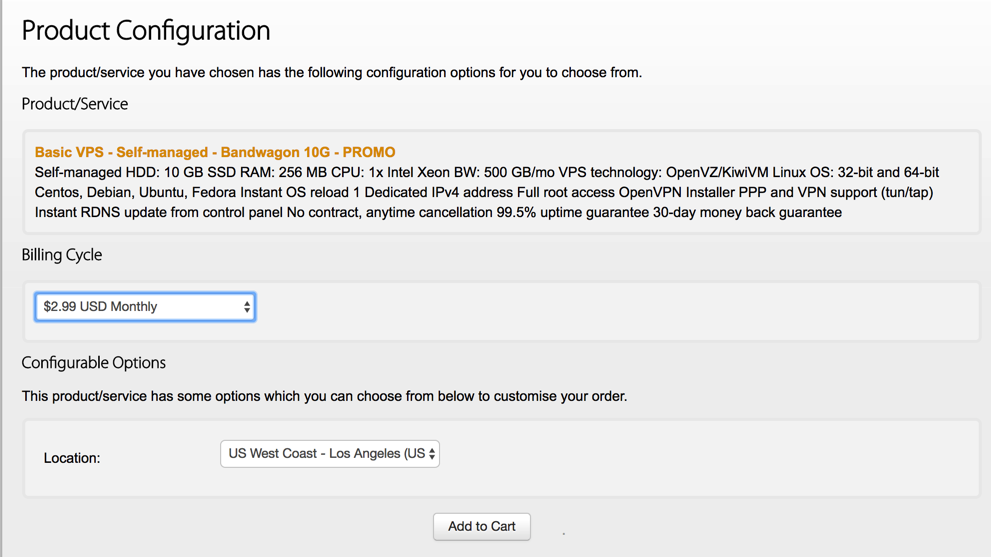 Product Configuration
The product/service you have chosen has the following configuration options for you to choose from.
Product/Service
Basic VPS - Self-managed - Bandwagon 10G - PROMO
Self-managed HDD: 10 GB SSD RAM: 256 MB CPU: 1x Intel Xeon BW: 500 GB/mo VPS technology: OpenVZ/KiwiVM Linux OS: 32-bit and 64-bit
Centos, Debian, Ubuntu, Fedora Instant OS reload 1 Dedicated IPv4 address Full root access OpenVPN Installer PPP and VPN support (tun/tap)
Instant RDNS update from control panel No contract, anytime cancellation 99.5% uptime guarantee 30-day money back guarantee
Billing Cycle
$2.99 USD Monthly
Configurable Options
This product/service has some options which you can choose from below to customise your order.
Location:
US West Coast - Los Angeles (US
Add to Cart